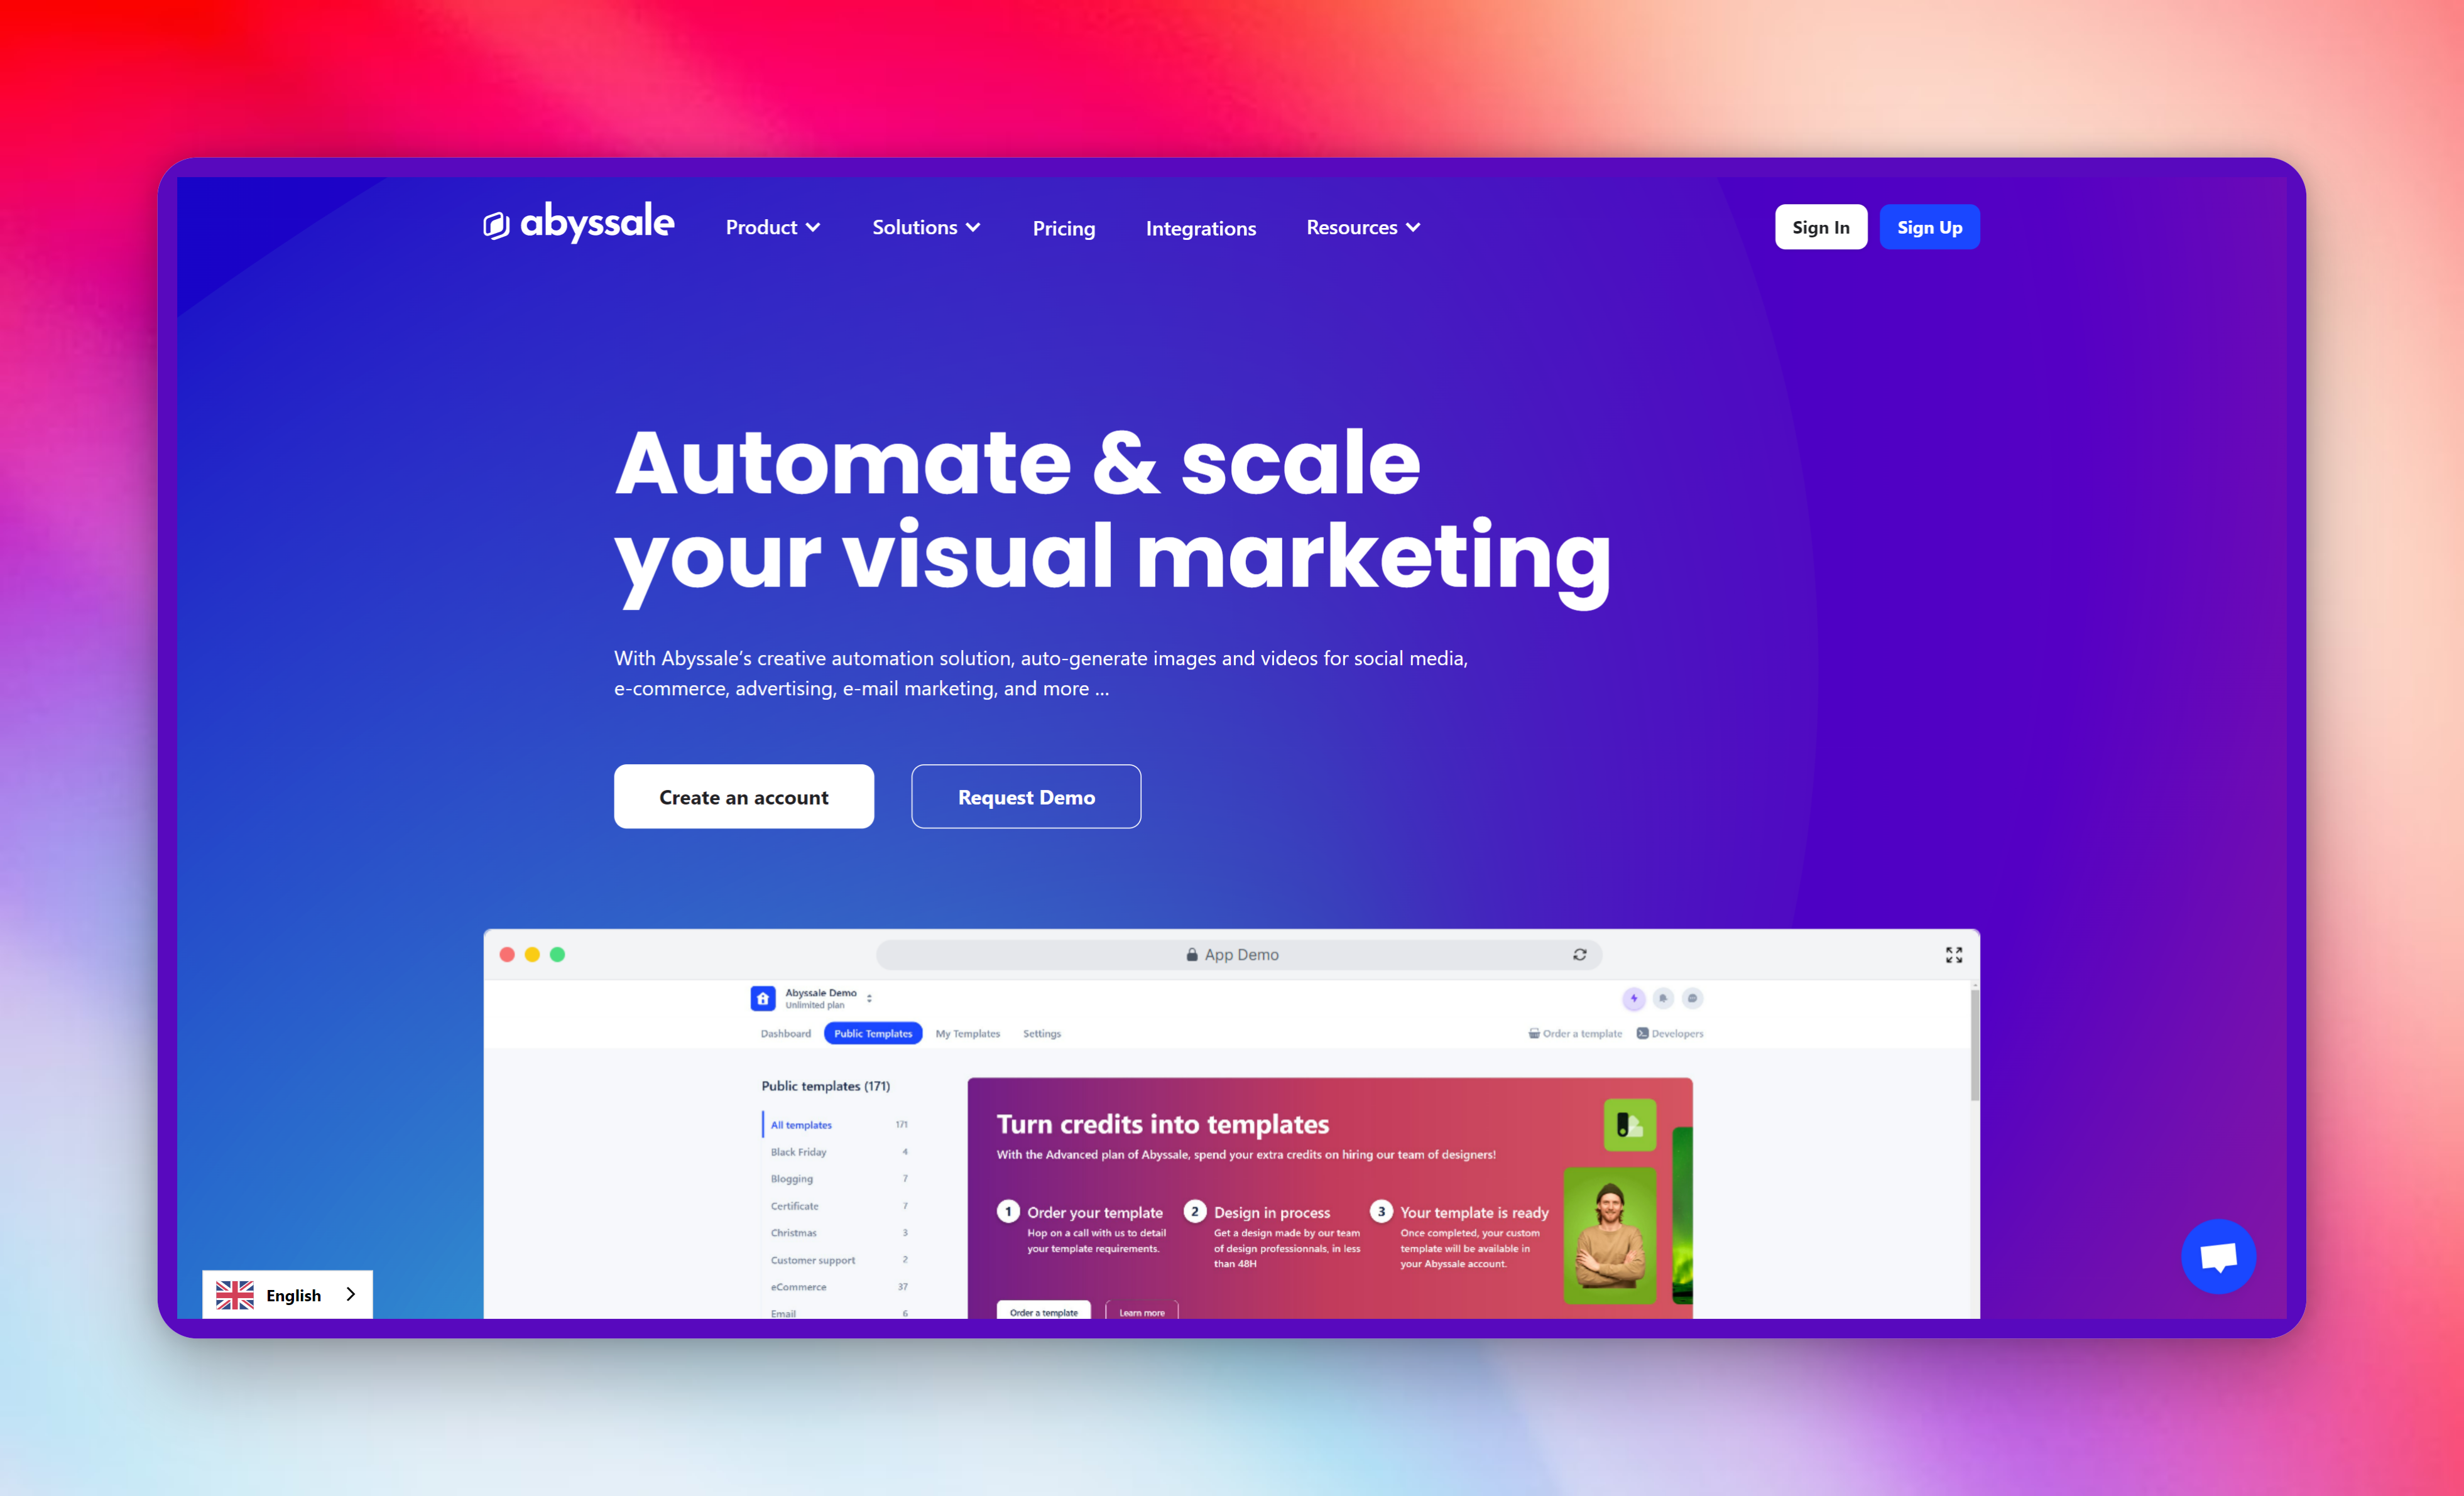 abyssale
Product
Solutions
Pricing
Integrations
Resources
Sign In
Sign Up
Automate & scale
your visual marketing
With Abyssale’s creative automation solution, auto-generate images and videos for social media,
e-commerce, advertising, e-mail marketing, and more ...
Create an account
Request Demo
App Demo
Abyssale Demo
Unlimited plan
Dashboard
Public Templates
My Templates
Settings
Order a template
Developers
Public templates (171)
All templates 171
Black Friday 4
Blogging 7
Certificate 7
Christmas 3
Customer support 2
eCommerce 37
Email 6
Turn credits into templates
With the Advanced plan of Abyssale, spend your extra credits on hiring our team of designers!
1 Order your template
Hop on a call with us to detail
your template requirements.
2 Design in process
Get a design made by our team
of design professionnals, in less
than 48H
3 Your template is ready
Once completed, your custom
template will be available in
your Abyssale account.
Order a template
Learn more
English